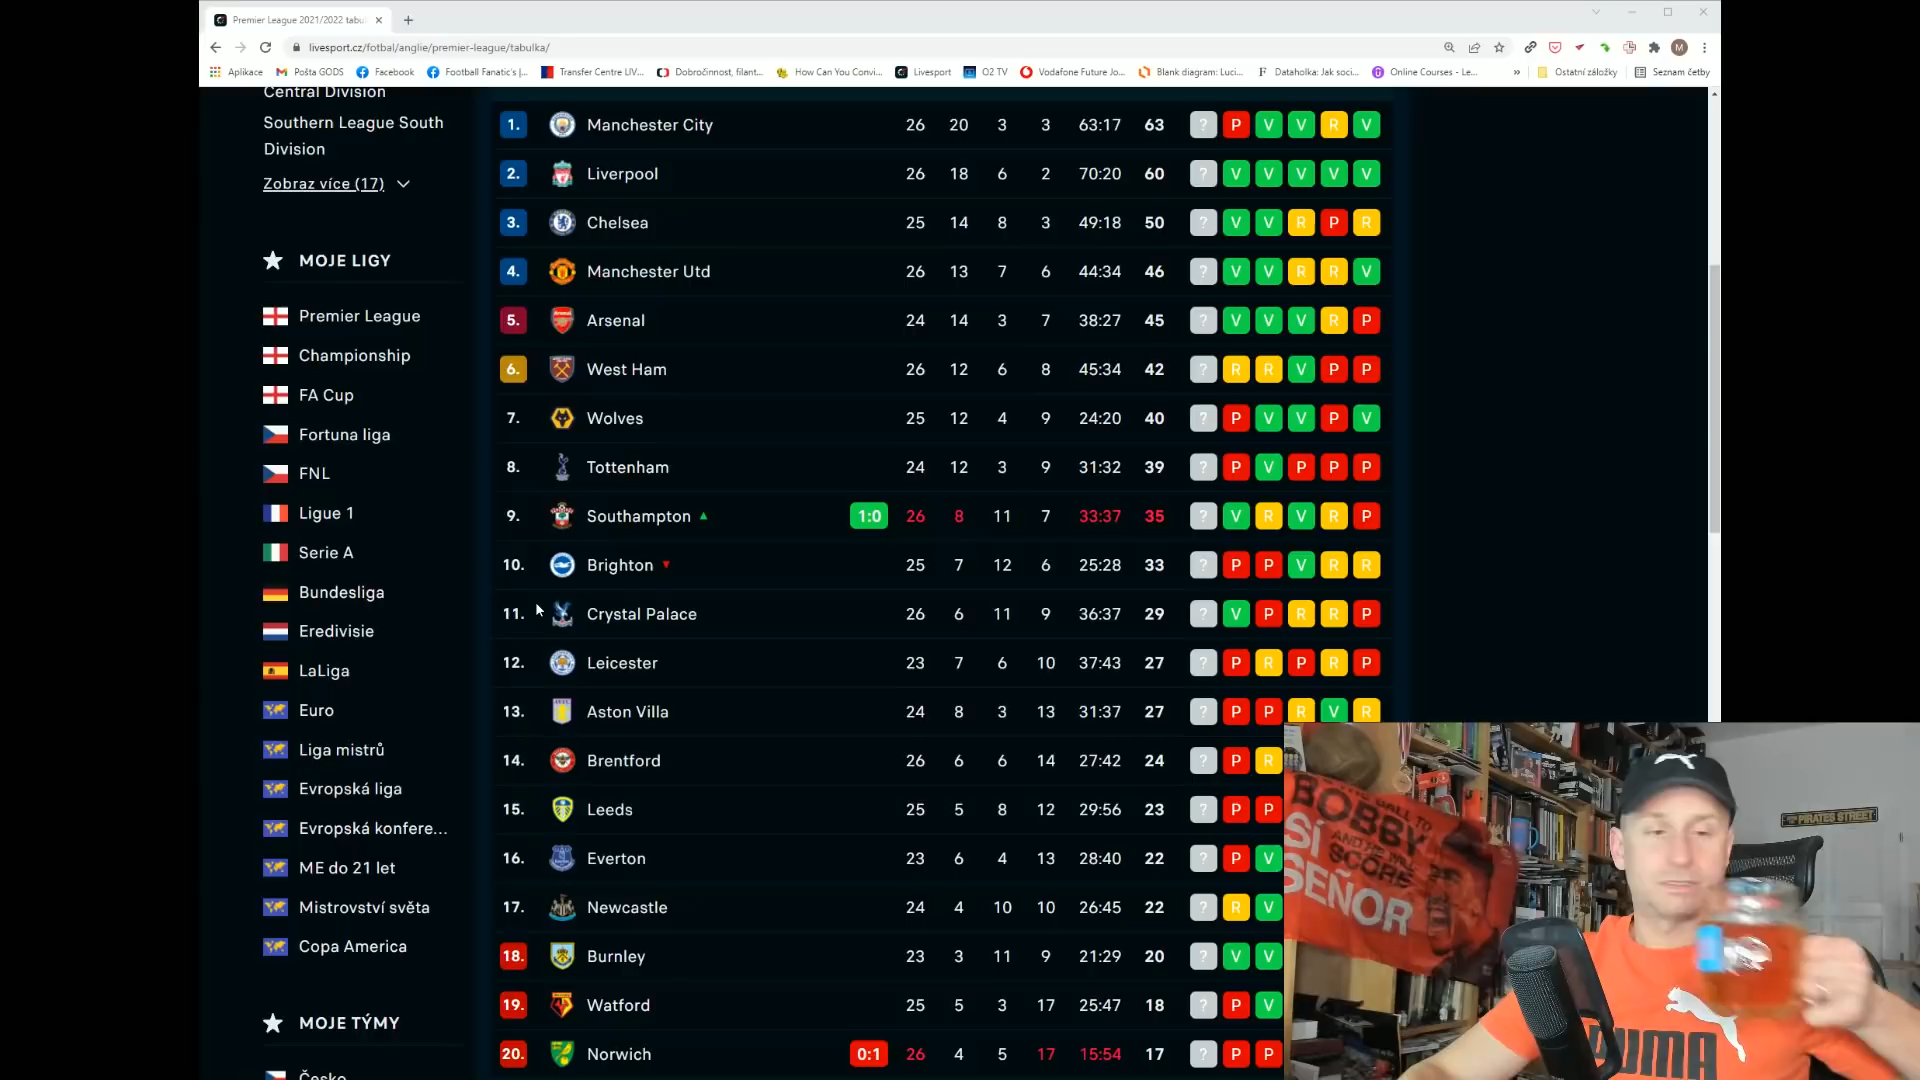 Premier League 2021/2022 tabu
livesport.cz/fotbal/anglie/premier-league/tabulka/
Aplikace Pošta GODS Facebook Football Fanatic's |... Transfer Centre LIV... Dobročinnost, filant... How Can You Convi... Livesport O2 TV Vodafone Future Jo... Blank diagram: Luci... Dataholka: Jak soci... Online Courses - Le... » Ostatní záložky Seznam četby
Central Division
Southern League South
Division
Zobraz více (17)
MOJE LIGY
Premier League
Championship
FA Cup
Fortuna liga
FNL
Ligue 1
Serie A
Bundesliga
Eredivisie
LaLiga
Euro
Liga mistrů
Evropská liga
Evropská konfere...
ME do 21 let
Mistrovství světa
Copa America
MOJE TÝMY
Česko
1. Manchester City 26 20 3 3 63:17 63 ? P V V R V
2. Liverpool 26 18 6 2 70:20 60 ? V V V V V
3. Chelsea 25 14 8 3 49:18 50 ? V V R P R
4. Manchester Utd 26 13 7 6 44:34 46 ? V V R R V
5. Arsenal 24 14 3 7 38:27 45 ? V V V R P
6. West Ham 26 12 6 8 45:34 42 ? R R V P P
7. Wolves 25 12 4 9 24:20 40 ? P V V P V
8. Tottenham 24 12 3 9 31:32 39 ? P V P P P
9. Southampton 1:0 26 8 11 7 33:37 35 ? V R V R P
10. Brighton 25 7 12 6 25:28 33 ? P P V R R
11. Crystal Palace 26 6 11 9 36:37 29 ? V P R R P
12. Leicester 23 7 6 10 37:43 27 ? P R P R P
13. Aston Villa 24 8 3 13 31:37 27 ? P P R V R
14. Brentford 26 6 6 14 27:42 24 ? P R
15. Leeds 25 5 8 12 29:56 23 ? P P
16. Everton 23 6 4 13 28:40 22 ? P V
17. Newcastle 24 4 10 10 26:45 22 ? R V
18. Burnley 23 3 11 9 21:29 20 ? V V
19. Watford 25 5 3 17 25:47 18 ? P V
20. Norwich 0:1 26 4 5 17 15:54 17 ? P P
BOBBY
AND HE WILL
SCORE
SÍ
SEÑOR
PIRATES STREET
PUMA